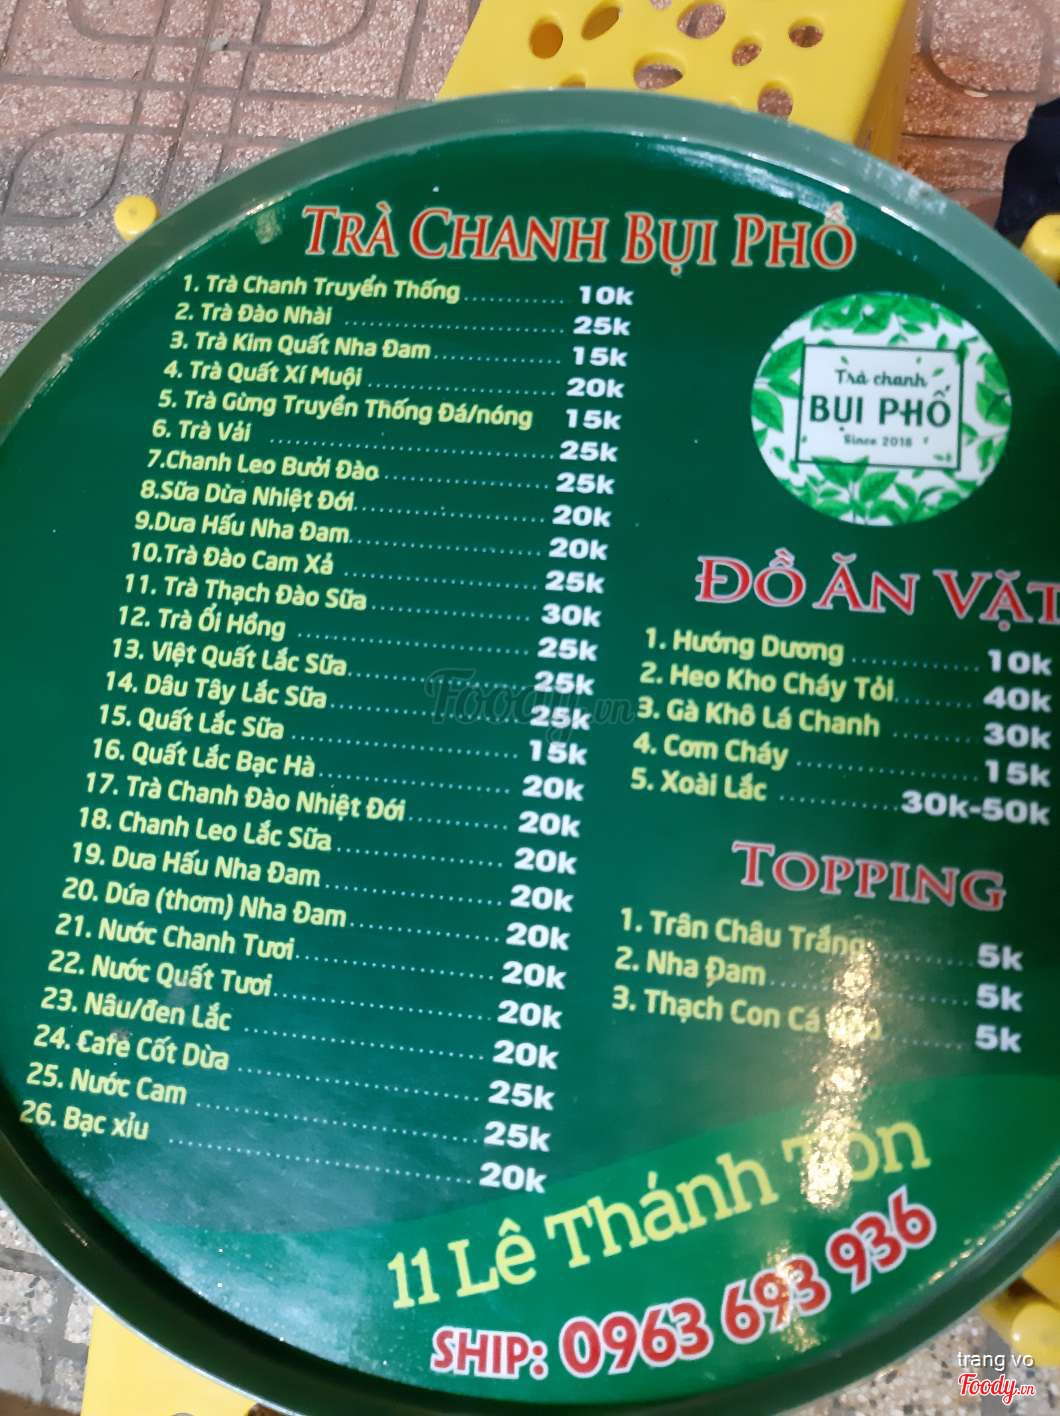 TRÀ CHANH BỤI PHỐ
1. Trà Chanh Truyền Thống ............ 10k
2. Trà Đào Nhài ............ 25k
3. Trà Kim Quất Nha Đam ............ 15k
4. Trà Quất Xí Muội ............ 20k
5. Trà Gừng Truyền Thống Đá/nóng 15k
6. Trà Vải ............ 25k
7.Chanh Leo Bưởi Đào ............ 25k
8.Sữa Dừa Nhiệt Đới ............ 20k
9.Dưa Hấu Nha Đam ............ 20k
10.Trà Đào Cam Xả ............ 25k
11. Trà Thạch Đào Sữa ............ 30k
12. Trà Ổi Hồng ............ 25k
13. Việt Quất Lắc Sữa ............ 25k
14. Dâu Tây Lắc Sữa ............ 25k
15. Quất Lắc Sữa ............ 15k
16. Quất Lắc Bạc Hà ............ 20k
17. Trà Chanh Đào Nhiệt Đới ............ 20k
18. Chanh Leo Lắc Sữa ............ 20k
19. Dưa Hấu Nha Đam ............ 20k
20. Dứa (thơm) Nha Đam ............ 20k
21. Nước Chanh Tươi ............ 20k
22. Nước Quất Tươi ............ 20k
23. Nâu/đen Lắc ............ 20k
24. Cafe Cốt Dừa ............ 25k
25. Nước Cam ............ 25k
26. Bạc xỉu ............ 20k
Trà chanh
BỤI PHỐ
Since 2018
ĐỒ ĂN VẶT
1. Hướng Dương ............ 10k
2. Heo Kho Cháy Tỏi ............ 40k
3. Gà Khô Lá Chanh ............ 30k
4. Cơm Cháy ............ 15k
5. Xoài Lắc ............ 30k-50k
TOPPING
1. Trân Châu Trắng ............ 5k
2. Nha Đam ............ 5k
3. Thạch Con Cá ............ 5k
11 Lê Thánh Tôn
SHIP: 0963 693 936
Foody.vn
trang vo
Foody.vn